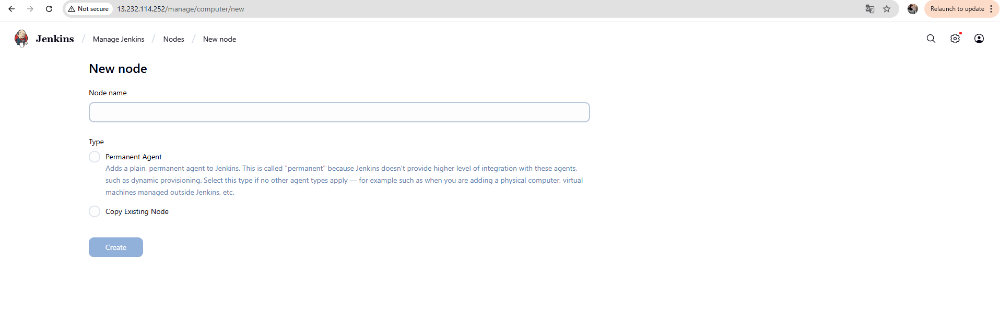 Not secure 13.232.114.252/manage/computer/new Relaunch to update
Jenkins / Manage Jenkins / Nodes / New node
New node
Node name
Type
Permanent Agent
Adds a plain, permanent agent to Jenkins. This is called "permanent" because Jenkins doesn’t provide higher level of integration with these agents,
such as dynamic provisioning. Select this type if no other agent types apply — for example such as when you are adding a physical computer, virtual
machines managed outside Jenkins, etc.
Copy Existing Node
Create